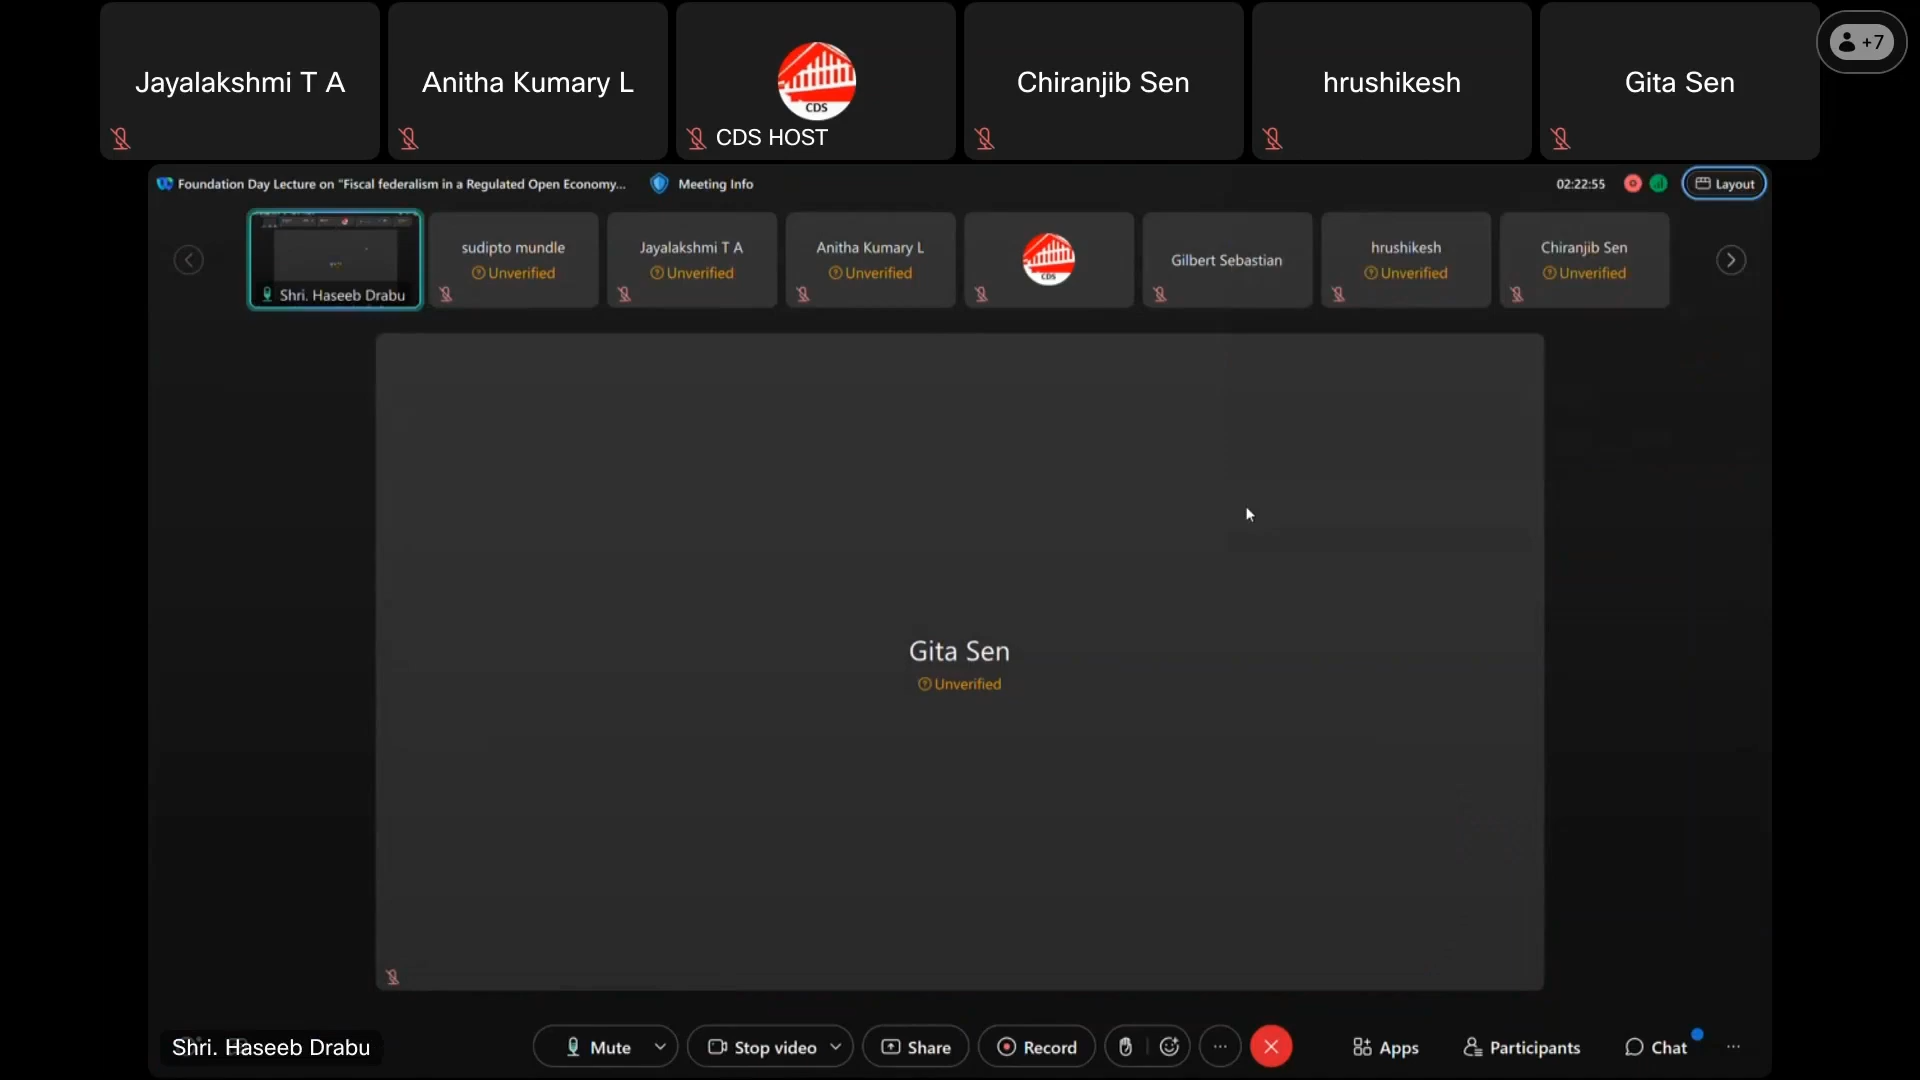 Jayalakshmi T A
Anitha Kumary L
CDS
CDS HOST
Chiranjib Sen
hrushikesh
Gita Sen
+7
Foundation Day Lecture on "Fiscal federalism in a Regulated Open Economy...
Meeting Info
02:22:55
Layout
Shri. Haseeb Drabu
sudipto mundle
Unverified
Jayalakshmi T A
Unverified
Anitha Kumary L
Unverified
CDS
Gilbert Sebastian
hrushikesh
Unverified
Chiranjib Sen
Unverified
Gita Sen
Unverified
Shri. Haseeb Drabu
Mute
Stop video
Share
Record
Apps
Participants
Chat